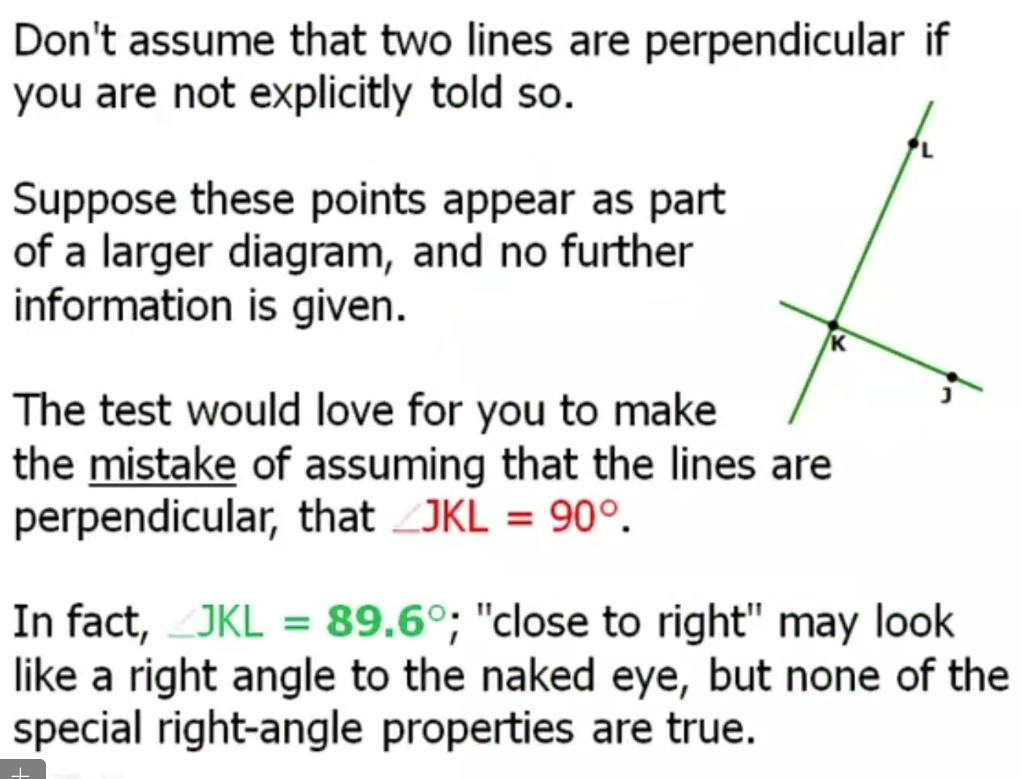 Don't assume that two lines are perpendicular if
you are not explicitly told so.
L
Suppose these points appear as part
of a larger diagram, and no further
information is given.
K
J
The test would love for you to make
the mistake of assuming that the lines are
perpendicular, that ∠JKL = 90°.
In fact, ∠JKL = 89.6°; "close to right" may look
like a right angle to the naked eye, but none of the
special right-angle properties are true.